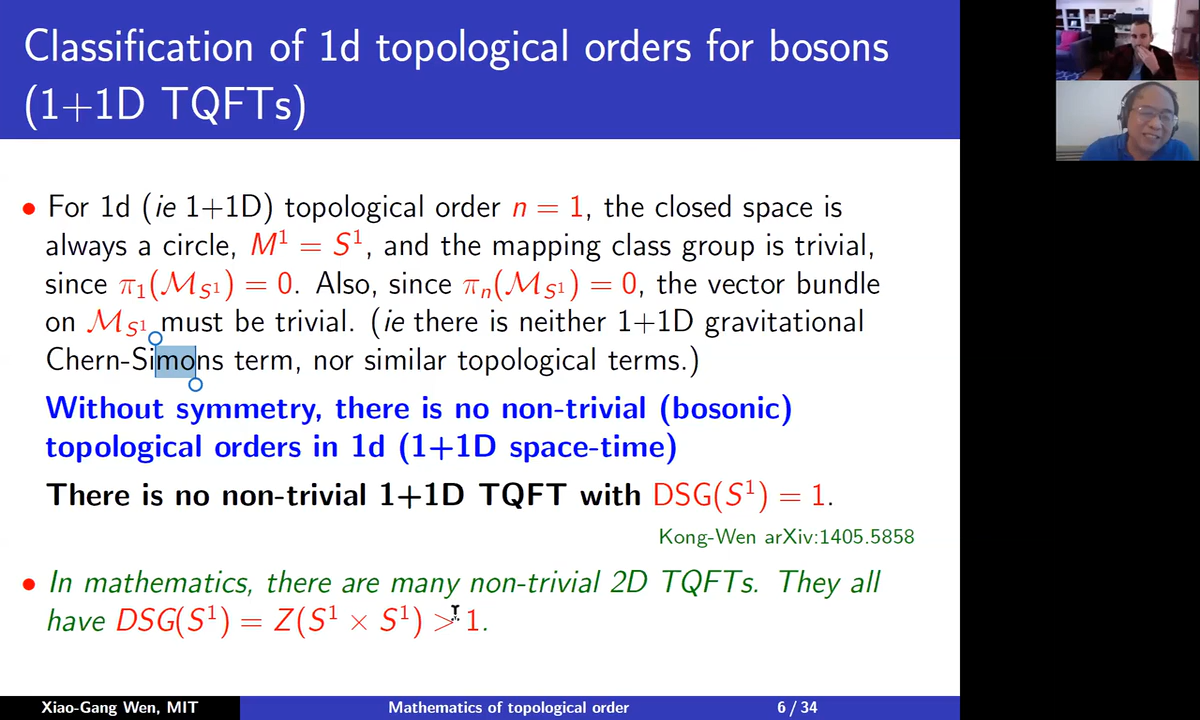 Classification of 1d topological orders for bosons
(1+1D TQFTs)
• For 1d (ie 1+1D) topological order n = 1, the closed space is
always a circle, M¹ = S¹, and the mapping class group is trivial,
since π₁(ℳ_{S¹}) = 0. Also, since πₙ(ℳ_{S¹}) = 0, the vector bundle
on ℳ_{S¹} must be trivial. (ie there is neither 1+1D gravitational
Chern-Simons term, nor similar topological terms.)
Without symmetry, there is no non-trivial (bosonic)
topological orders in 1d (1+1D space-time)
There is no non-trivial 1+1D TQFT with DSG(S¹) = 1.
Kong-Wen arXiv:1405.5858
• In mathematics, there are many non-trivial 2D TQFTs. They all
have DSG(S¹) = Z(S¹ × S¹) > 1.
Xiao-Gang Wen, MIT
Mathematics of topological order
6 / 34